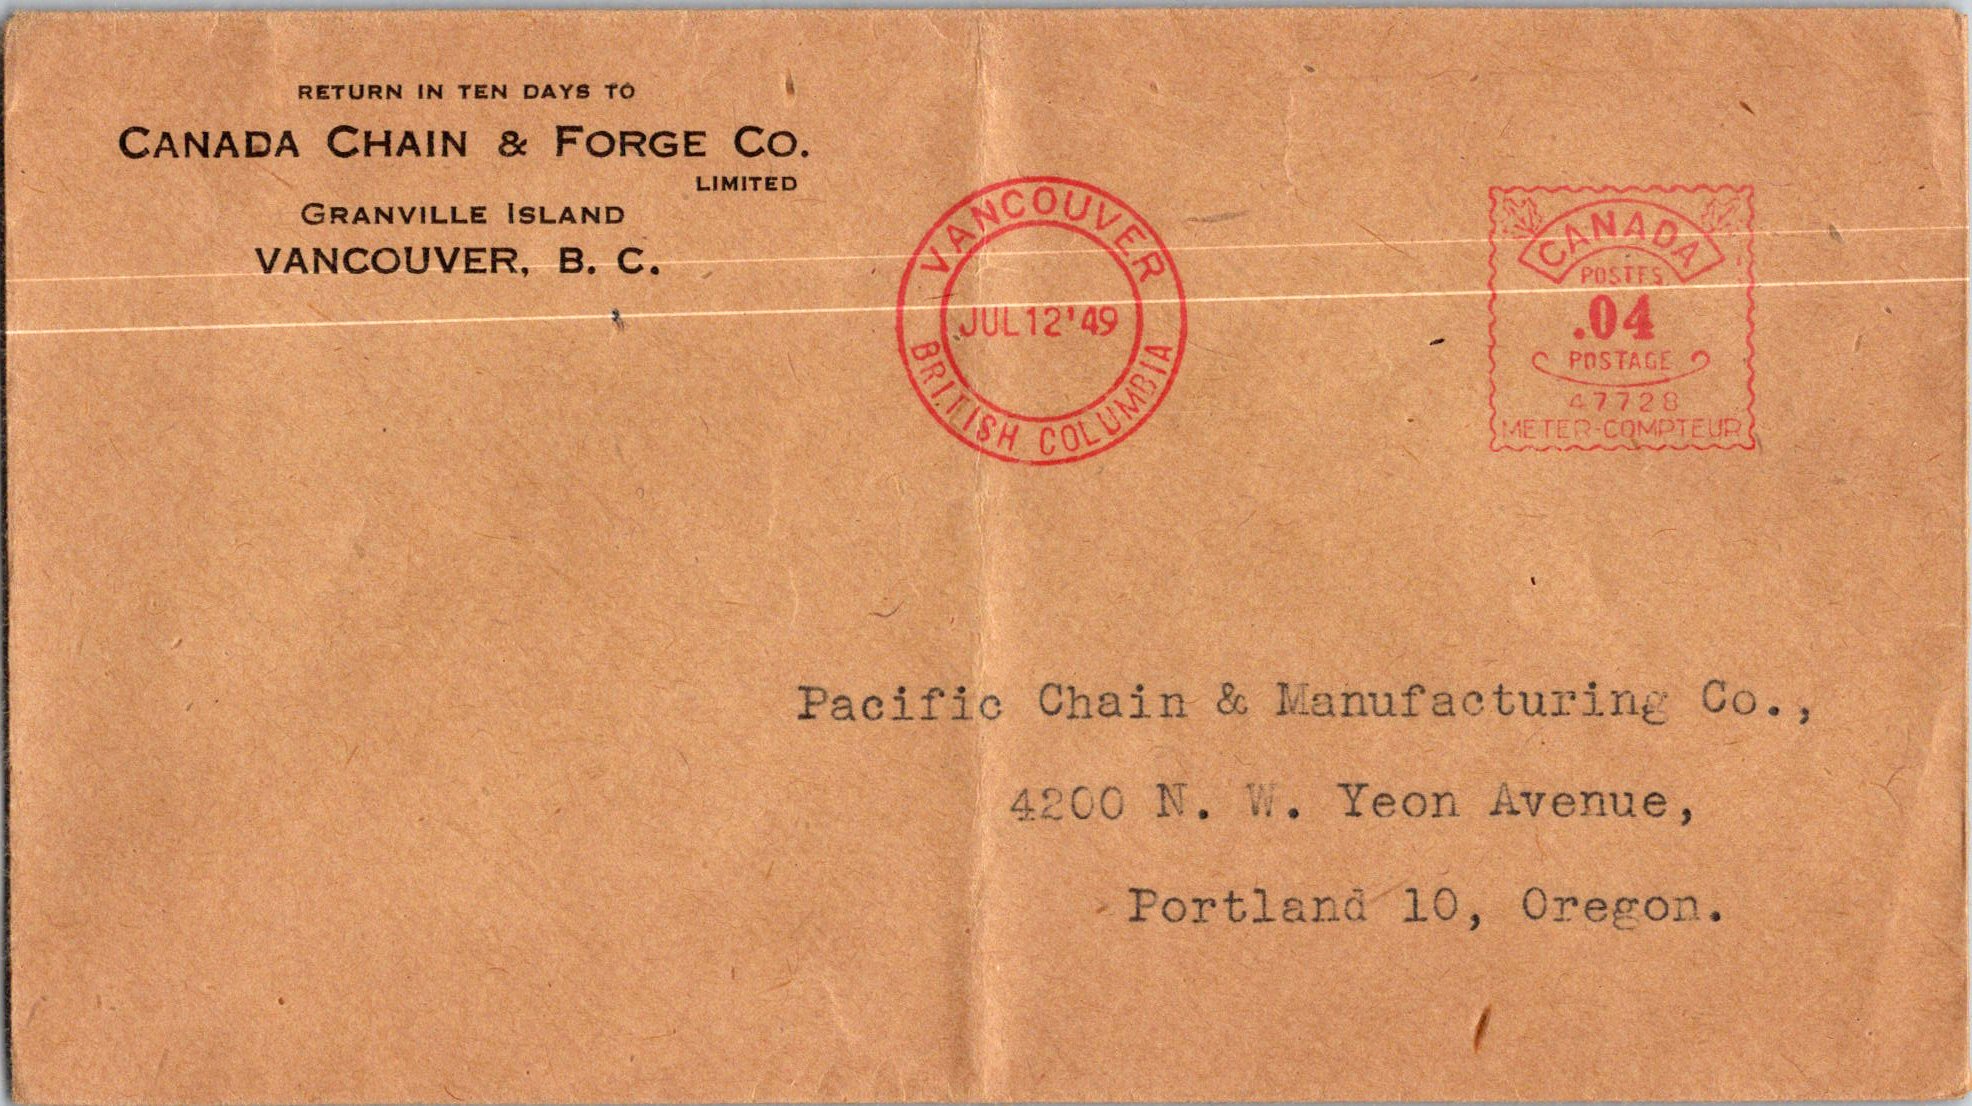 RETURN IN TEN DAYS TO
CANADA CHAIN & FORGE CO.
LIMITED
GRANVILLE ISLAND
VANCOUVER, B. C.
VANCOUVER
JUL 12 '49
BRITISH COLUMBIA
CANADA
POSTES
.04
POSTAGE
47728
METER-COMPTEUR
Pacific Chain & Manufacturing Co.,
4200 N. W. Yeon Avenue,
Portland 10, Oregon.